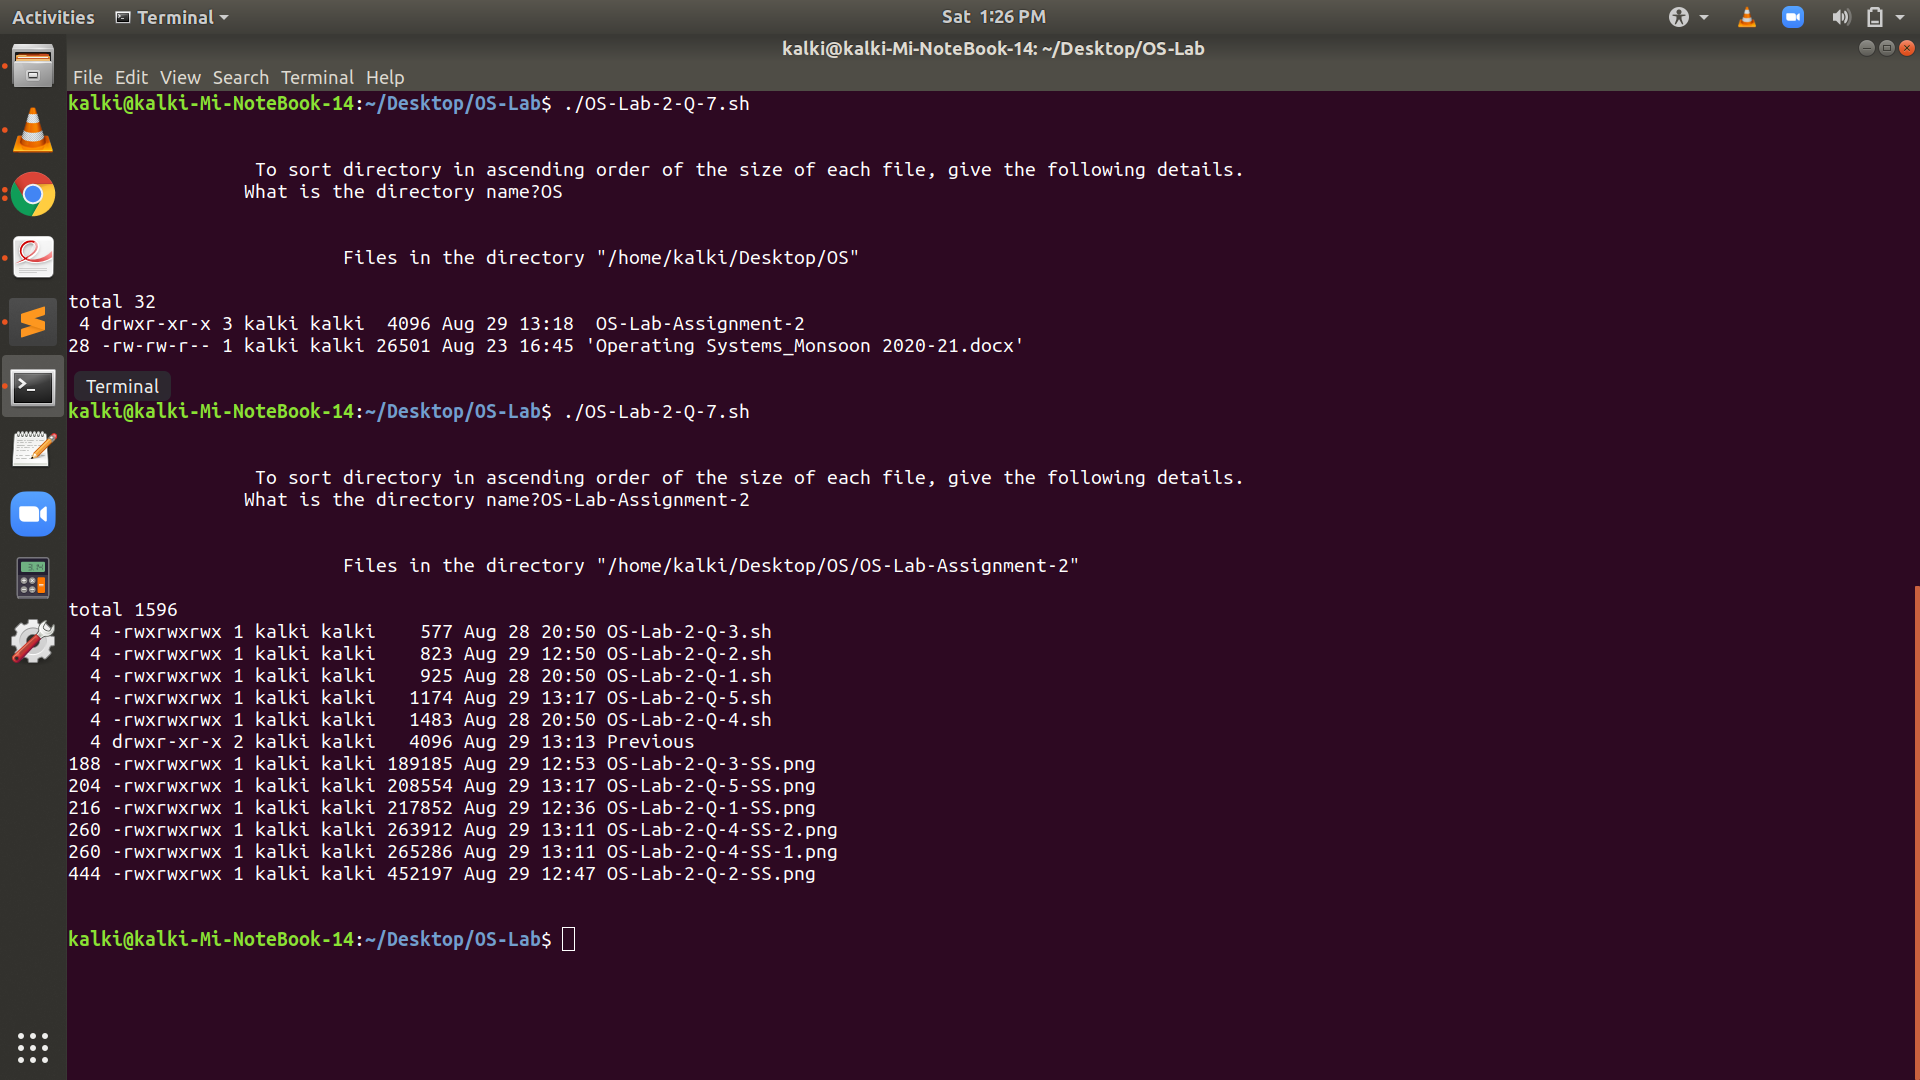 Activities Terminal Sat 1:26 PM
kalki@kalki-Mi-NoteBook-14: ~/Desktop/OS-Lab
File Edit View Search Terminal Help
kalki@kalki-Mi-NoteBook-14:~/Desktop/OS-Lab$ ./OS-Lab-2-Q-7.sh
To sort directory in ascending order of the size of each file, give the following details.
What is the directory name?OS
Files in the directory "/home/kalki/Desktop/OS"
total 32
4 drwxr-xr-x 3 kalki kalki 4096 Aug 29 13:18 OS-Lab-Assignment-2
28 -rw-rw-r-- 1 kalki kalki 26501 Aug 23 16:45 'Operating Systems_Monsoon 2020-21.docx'
Terminal
kalki@kalki-Mi-NoteBook-14:~/Desktop/OS-Lab$ ./OS-Lab-2-Q-7.sh
To sort directory in ascending order of the size of each file, give the following details.
What is the directory name?OS-Lab-Assignment-2
Files in the directory "/home/kalki/Desktop/OS/OS-Lab-Assignment-2"
total 1596
4 -rwxrwxrwx 1 kalki kalki 577 Aug 28 20:50 OS-Lab-2-Q-3.sh
4 -rwxrwxrwx 1 kalki kalki 823 Aug 29 12:50 OS-Lab-2-Q-2.sh
4 -rwxrwxrwx 1 kalki kalki 925 Aug 28 20:50 OS-Lab-2-Q-1.sh
4 -rwxrwxrwx 1 kalki kalki 1174 Aug 29 13:17 OS-Lab-2-Q-5.sh
4 -rwxrwxrwx 1 kalki kalki 1483 Aug 28 20:50 OS-Lab-2-Q-4.sh
4 drwxr-xr-x 2 kalki kalki 4096 Aug 29 13:13 Previous
188 -rwxrwxrwx 1 kalki kalki 189185 Aug 29 12:53 OS-Lab-2-Q-3-SS.png
204 -rwxrwxrwx 1 kalki kalki 208554 Aug 29 13:17 OS-Lab-2-Q-5-SS.png
216 -rwxrwxrwx 1 kalki kalki 217852 Aug 29 12:36 OS-Lab-2-Q-1-SS.png
260 -rwxrwxrwx 1 kalki kalki 263912 Aug 29 13:11 OS-Lab-2-Q-4-SS-2.png
260 -rwxrwxrwx 1 kalki kalki 265286 Aug 29 13:11 OS-Lab-2-Q-4-SS-1.png
444 -rwxrwxrwx 1 kalki kalki 452197 Aug 29 12:47 OS-Lab-2-Q-2-SS.png
kalki@kalki-Mi-NoteBook-14:~/Desktop/OS-Lab$